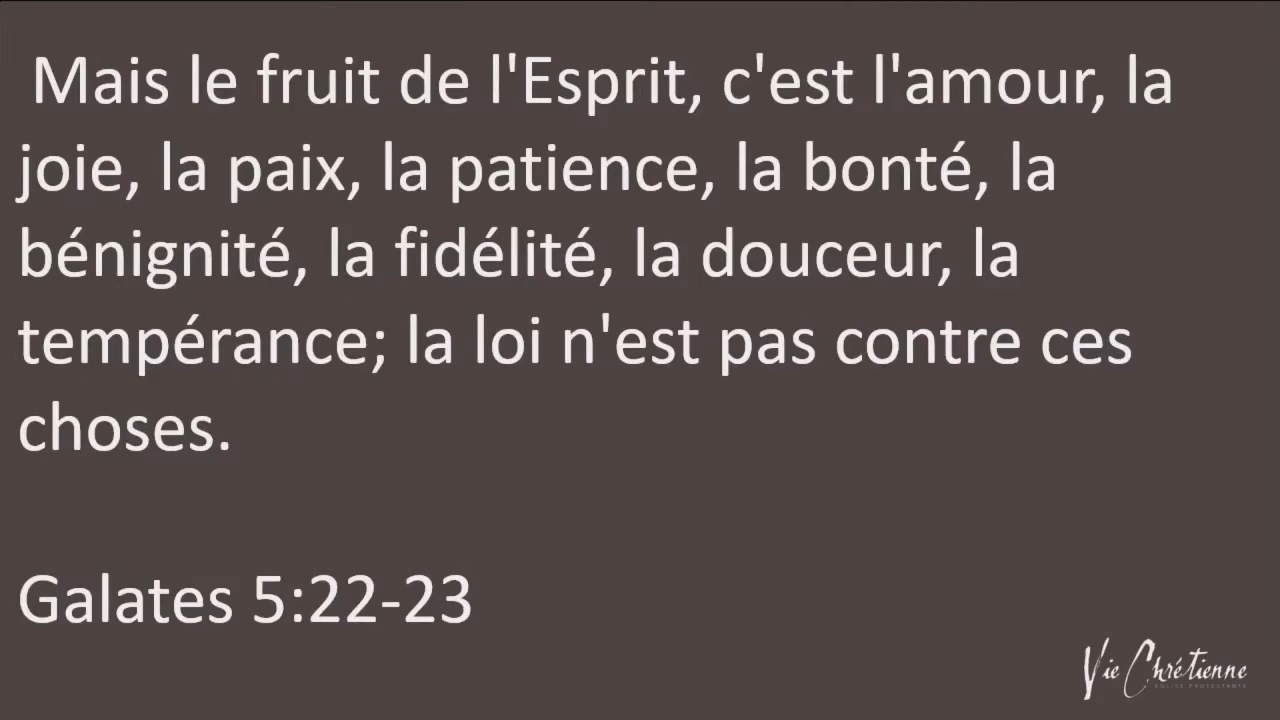 Mais le fruit de l'Esprit, c'est l'amour, la
joie, la paix, la patience, la bonté, la
bénignité, la fidélité, la douceur, la
tempérance; la loi n'est pas contre ces
choses.
Galates 5:22-23
Vie Chrétienne